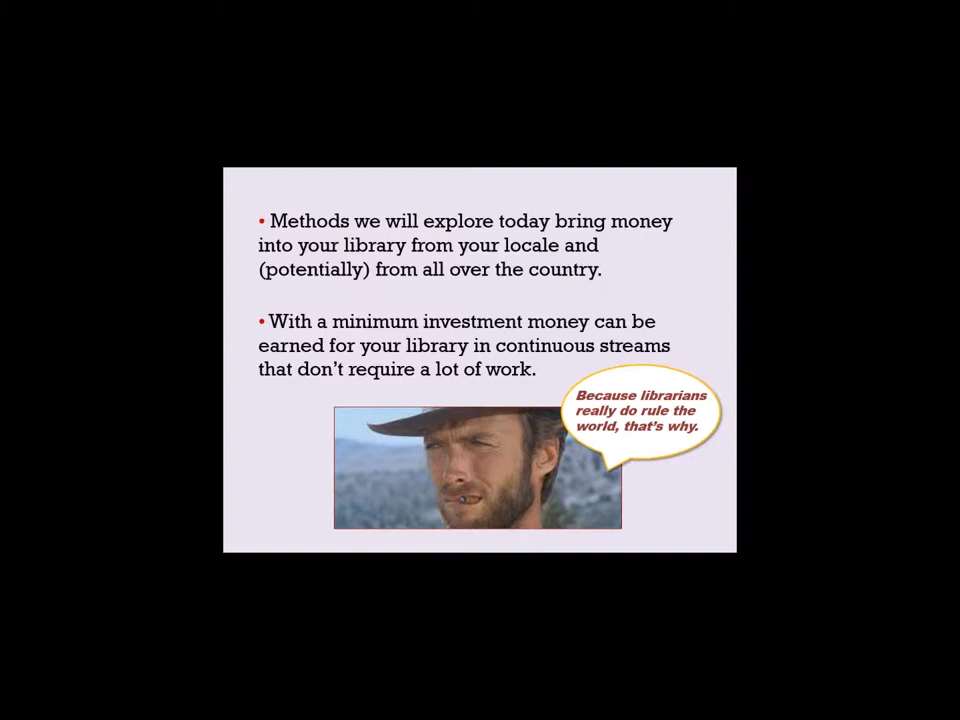 • Methods we will explore today bring money
into your library from your locale and
(potentially) from all over the country.
• With a minimum investment money can be
earned for your library in continuous streams
that don't require a lot of work.
Because librarians
really do rule the
world, that's why.